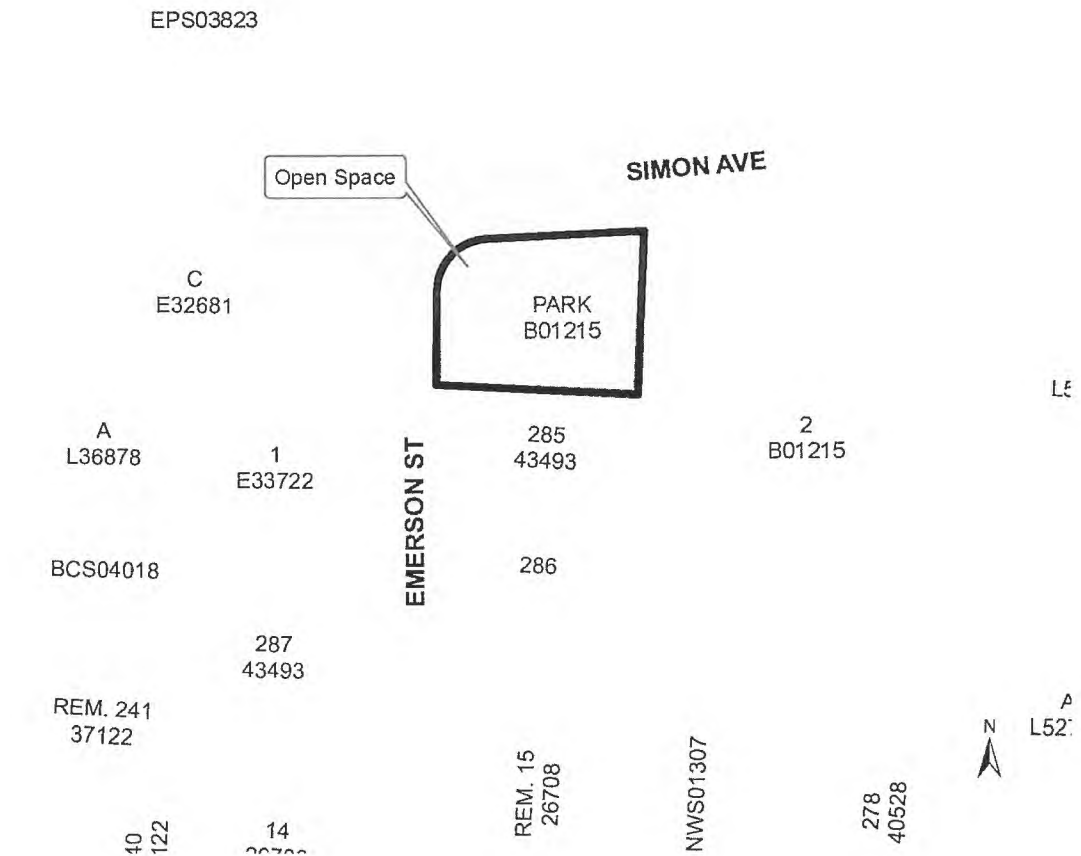 EPS03823
SIMON AVE
Open Space
C
E32681
PARK
B01215
A
L36878
1
E33722
EMERSON ST
285
43493
2
B01215
BCS04018
286
287
43493
REM. 241
37122
N
REM. 15
26708
NWS01307
278
40528
14